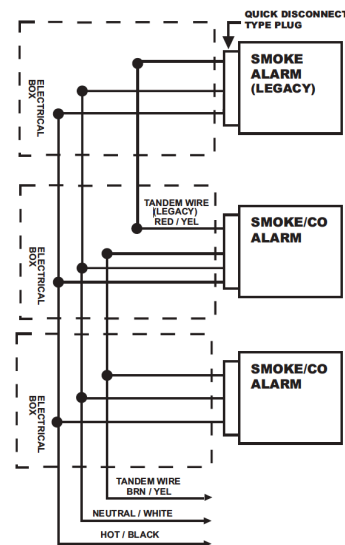 QUICK DISCONNECT
TYPE PLUG
SMOKE
ALARM
(LEGACY)
ELECTRICAL
BOX
TANDEM WIRE
(LEGACY)
RED / YEL
SMOKE/CO
ALARM
ELECTRICAL
BOX
SMOKE/CO
ALARM
ELECTRICAL
BOX
TANDEM WIRE
BRN / YEL
NEUTRAL / WHITE
HOT / BLACK